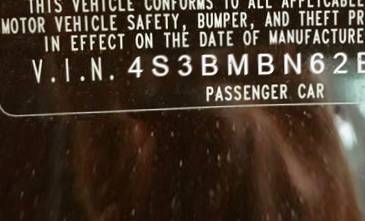 THIS VEHICLE CONFORMS TO ALL APPLICABLE
MOTOR VEHICLE SAFETY, BUMPER, AND THEFT PR
IN EFFECT ON THE DATE OF MANUFACTURE
V.I.N. 4S3BMBN62B
PASSENGER CAR